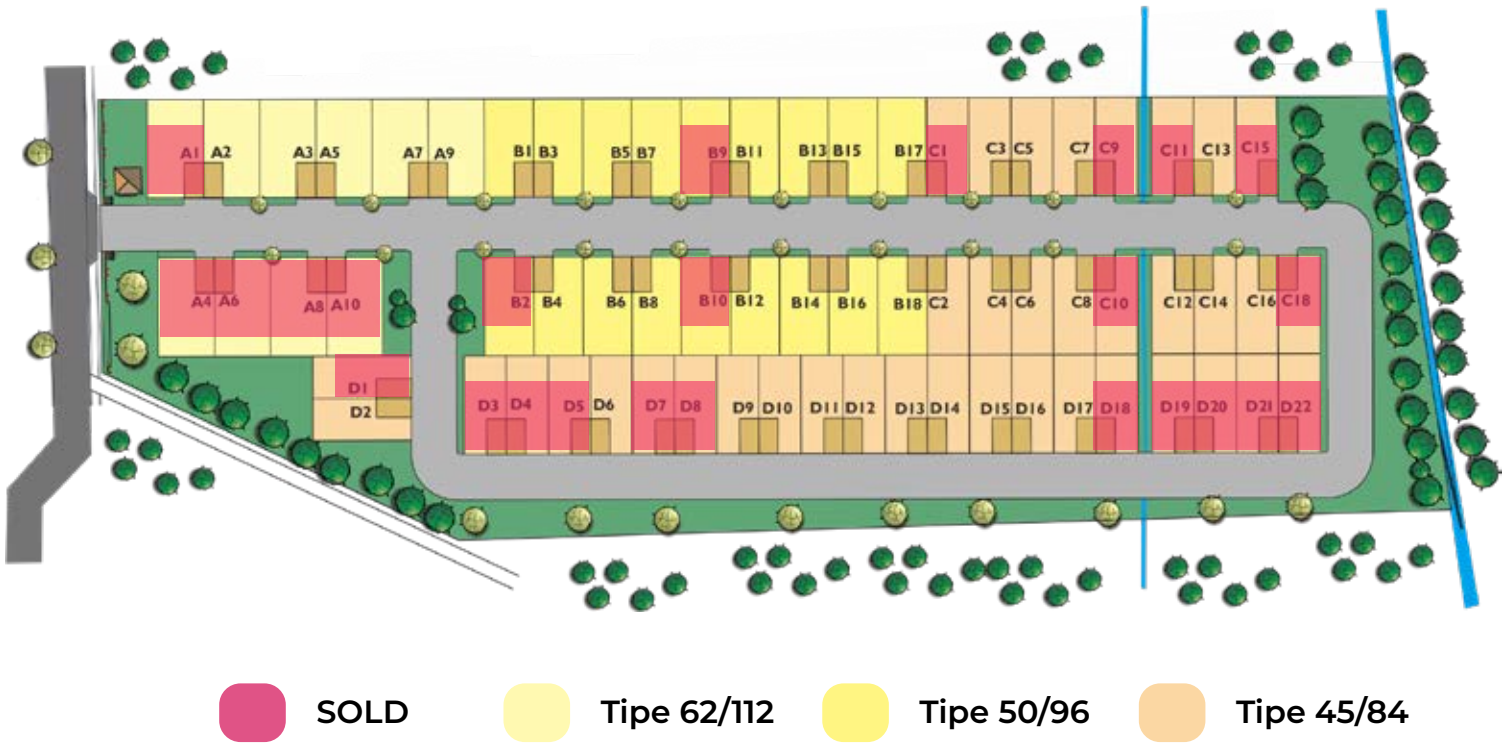 A1 A2 A3 A5 A7 A9 B1 B3 B5 B7 B9 B11 B13 B15 B17 C1 C3 C5 C7 C9 C11 C13 C15
A4 A6 A8 A10 B2 B4 B6 B8 B10 B12 B14 B16 B18 C2 C4 C6 C8 C10 C12 C14 C16 C18
D1
D2
D3 D4 D5 D6 D7 D8 D9 D10 D11 D12 D13 D14 D15 D16 D17 D18 D19 D20 D21 D22
SOLD Tipe 62/112 Tipe 50/96 Tipe 45/84